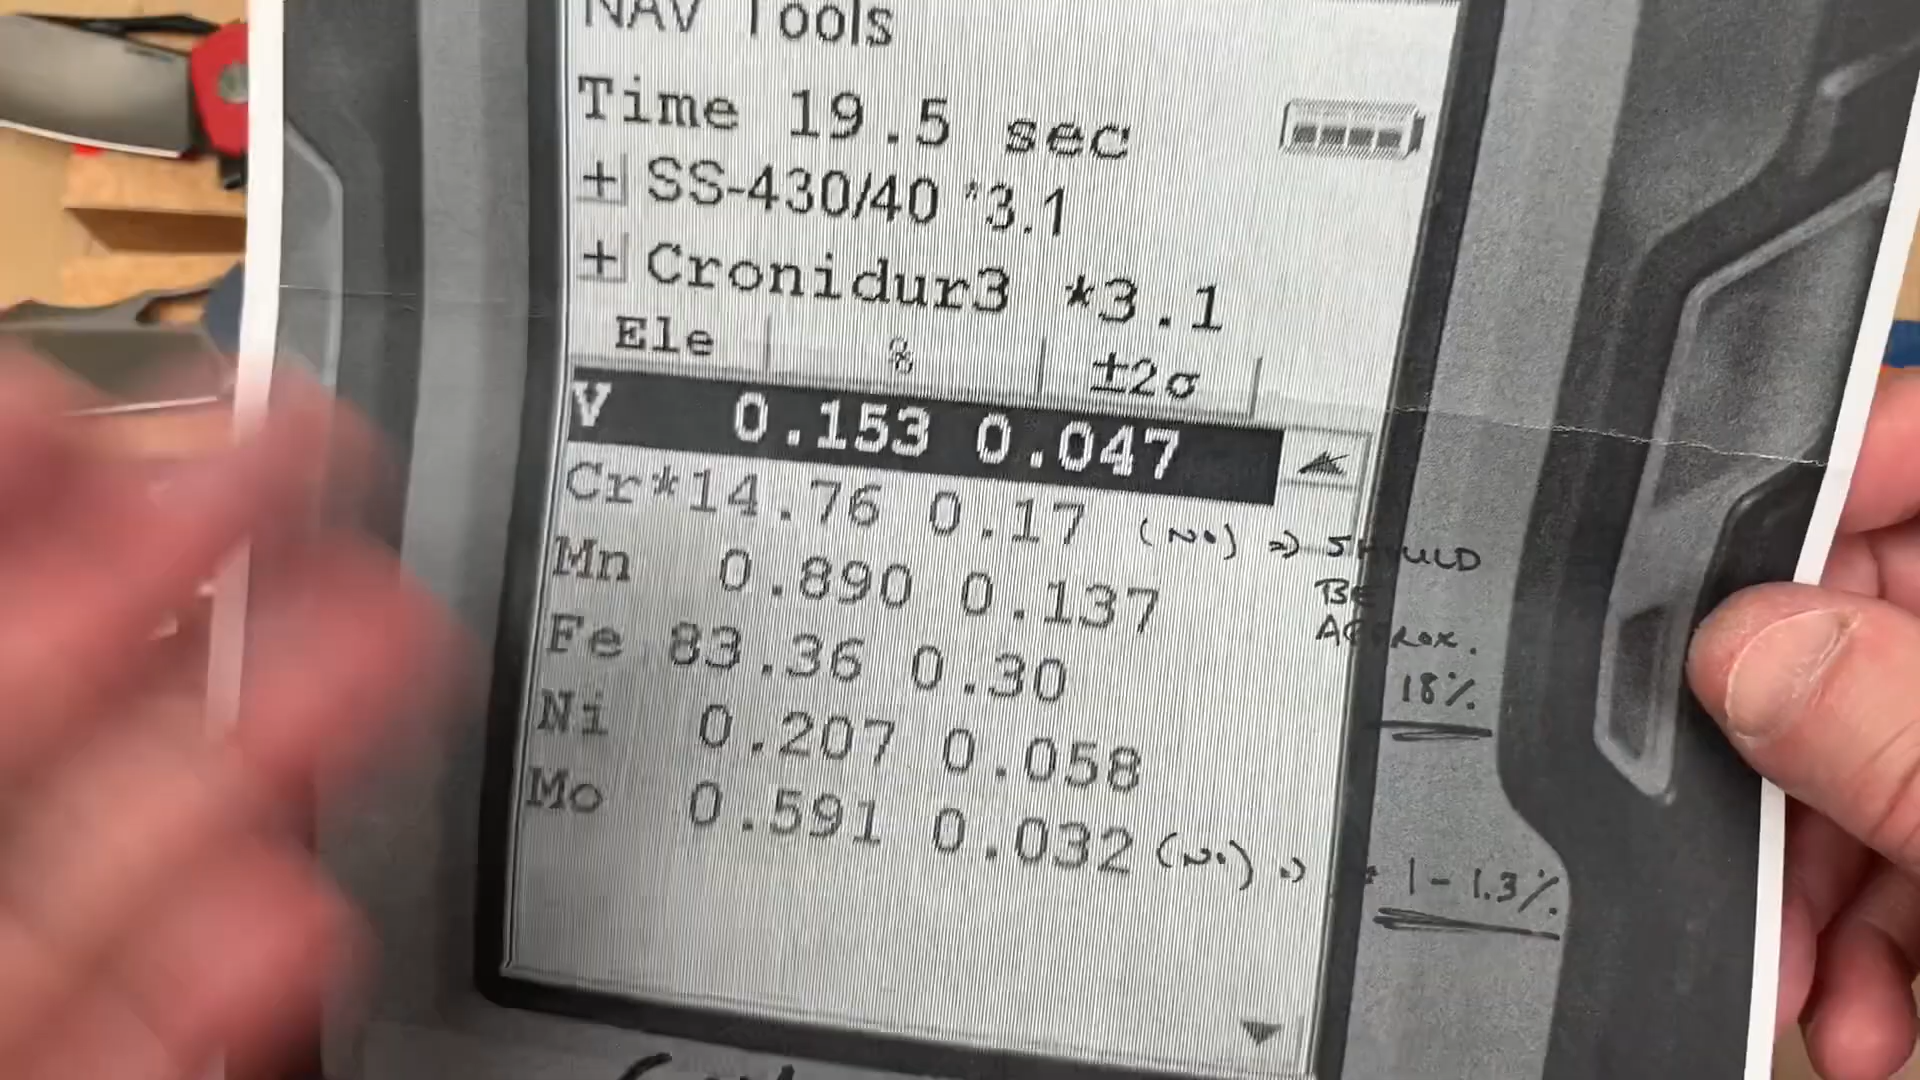 NAV Tools
Time 19.5 sec
+ SS-430/40 *3.1
+ Cronidur3 *3.1
Ele % ±2σ
V 0.153 0.047
Cr*14.76 0.17 (No) ⇒ SHOULD
BE
APPROX.
18%
Mn 0.890 0.137
Fe 83.36 0.30
Ni 0.207 0.058
Mo 0.591 0.032 (No) ⇒ 1-1.3%